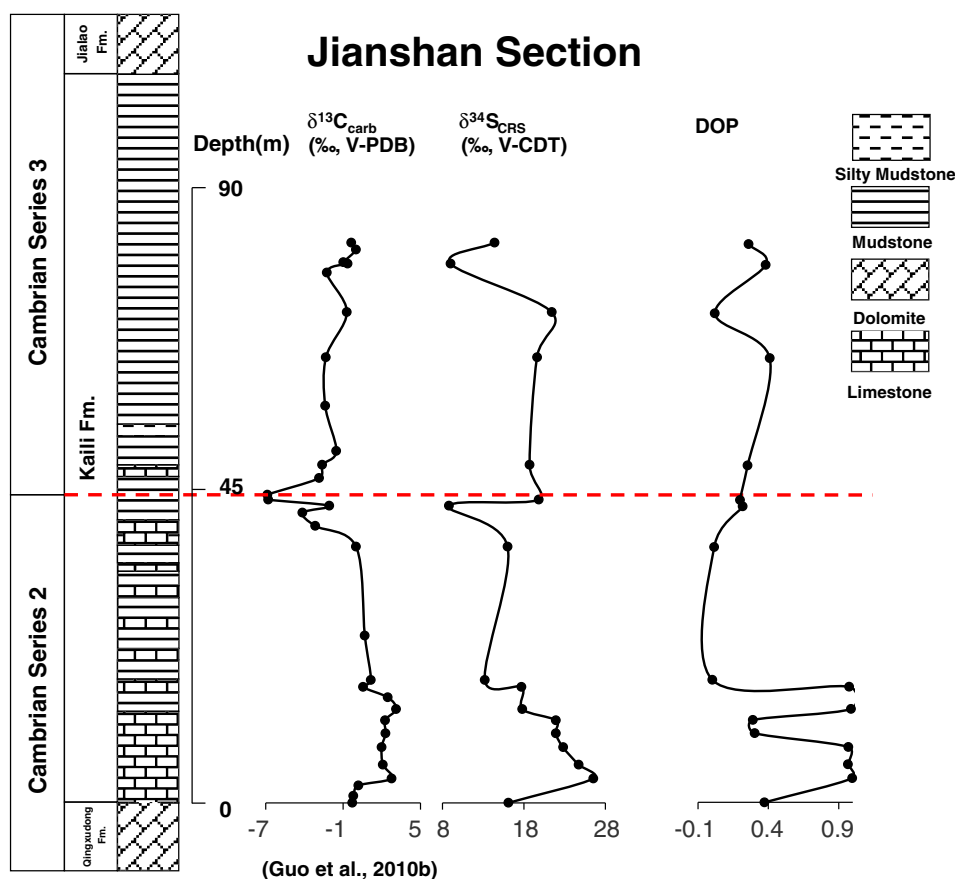 Jianshan Section
Jialao
Fm.
Cambrian Series 3
Kaili Fm.
Cambrian Series 2
Qingxudong
Fm.
Depth(m)
δ13Ccarb
(‰, V-PDB)
δ34SCRS
(‰, V-CDT)
DOP
90
45
0
-7 -1 5
8 18 28
-0.1 0.4 0.9
Silty Mudstone
Mudstone
Dolomite
Limestone
(Guo et al., 2010b)